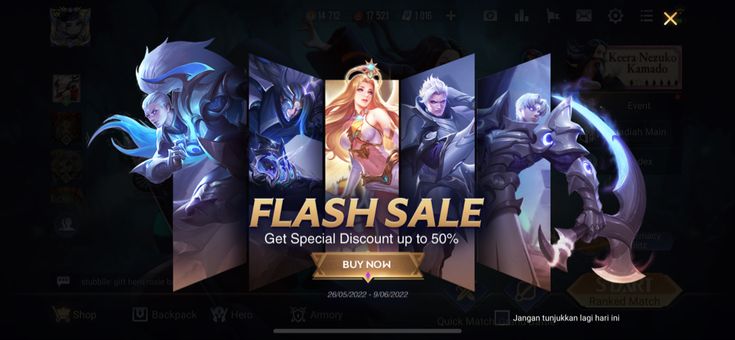 14 712
17 521
1 016
Keera Nezuko
Kamado
Event
FLASH SALE
Get Special Discount up to 50%
BUY NOW
26/05/2022 - 9/06/2022
START
Ranked Match
Shop
Backpack
Hero
Armory
Quick Match
Jangan tunjukkan lagi hari ini